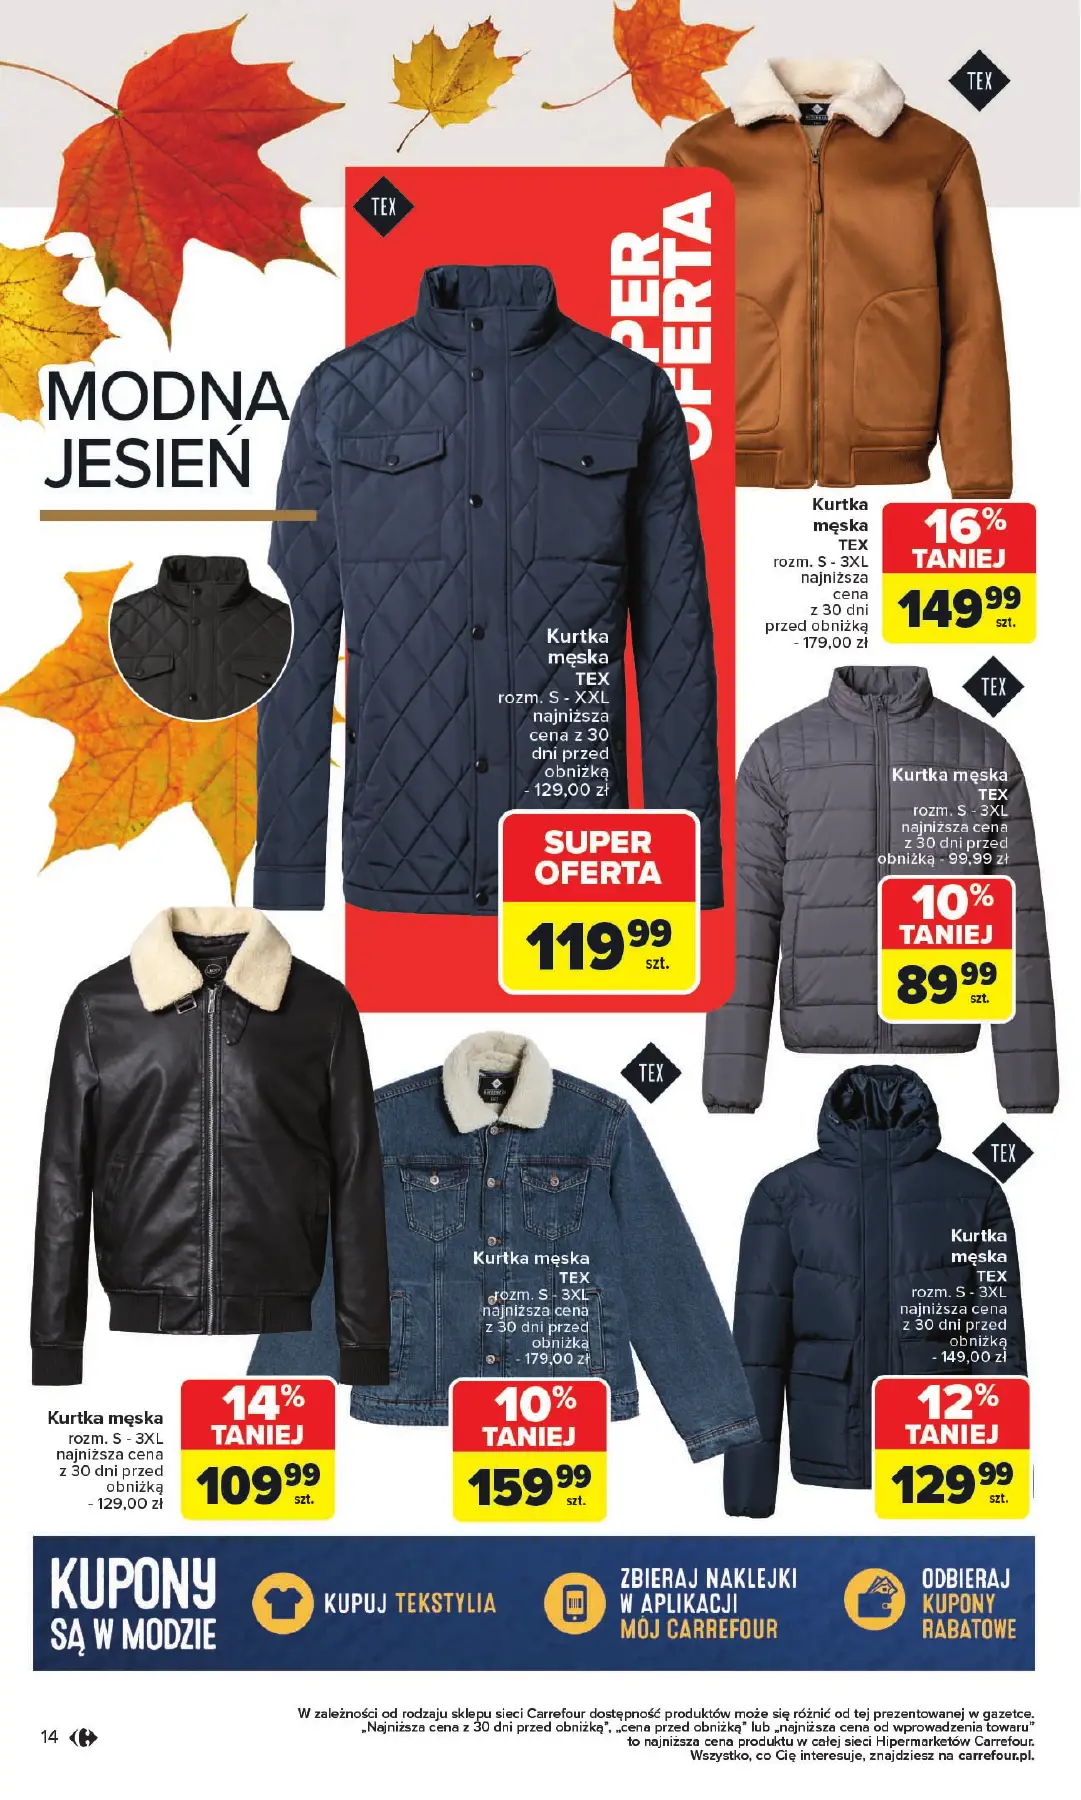 TEX
TEX
SUPER
OFERTA
MODNA
JESIEŃ
Kurtka
męska
TEX
rozm. S - 3XL
najniższa
cena
z 30 dni
przed obniżką
- 179,00 zł
16%
TANIEJ
149 99
szt.
Kurtka
męska
TEX
rozm. S - XXL
najniższa
cena z 30
dni przed
obniżką
- 129,00 zł
SUPER
OFERTA
119 99
szt.
TEX
Kurtka męska
TEX
rozm. S - 3XL
najniższa cena
z 30 dni przed
obniżką - 99,99 zł
10%
TANIEJ
89 99
szt.
TEX
Kurtka męska
TEX
rozm. S - 3XL
najniższa cena
z 30 dni przed
obniżką
- 179,00 zł
10%
TANIEJ
159 99
szt.
TEX
Kurtka
męska
TEX
rozm. S - 3XL
najniższa cena
z 30 dni przed
obniżką
- 149,00 zł
12%
TANIEJ
129 99
szt.
Kurtka męska
rozm. S - 3XL
najniższa cena
z 30 dni przed
obniżką
- 129,00 zł
14%
TANIEJ
109 99
szt.
KUPONY
SĄ W MODZIE
KUPUJ TEKSTYLIA
ZBIERAJ NAKLEJKI
W APLIKACJI
MÓJ CARREFOUR
ODBIERAJ
KUPONY
RABATOWE
W zależności od rodzaju sklepu sieci Carrefour dostępność produktów może się różnić od tej prezentowanej w gazetce.
„Najniższa cena z 30 dni przed obniżką”, „cena przed obniżką” lub „najniższa cena od wprowadzenia towaru”
to najniższa cena produktu w całej sieci Hipermarketów Carrefour.
Wszystko, co Cię interesuje, znajdziesz na carrefour.pl.
14